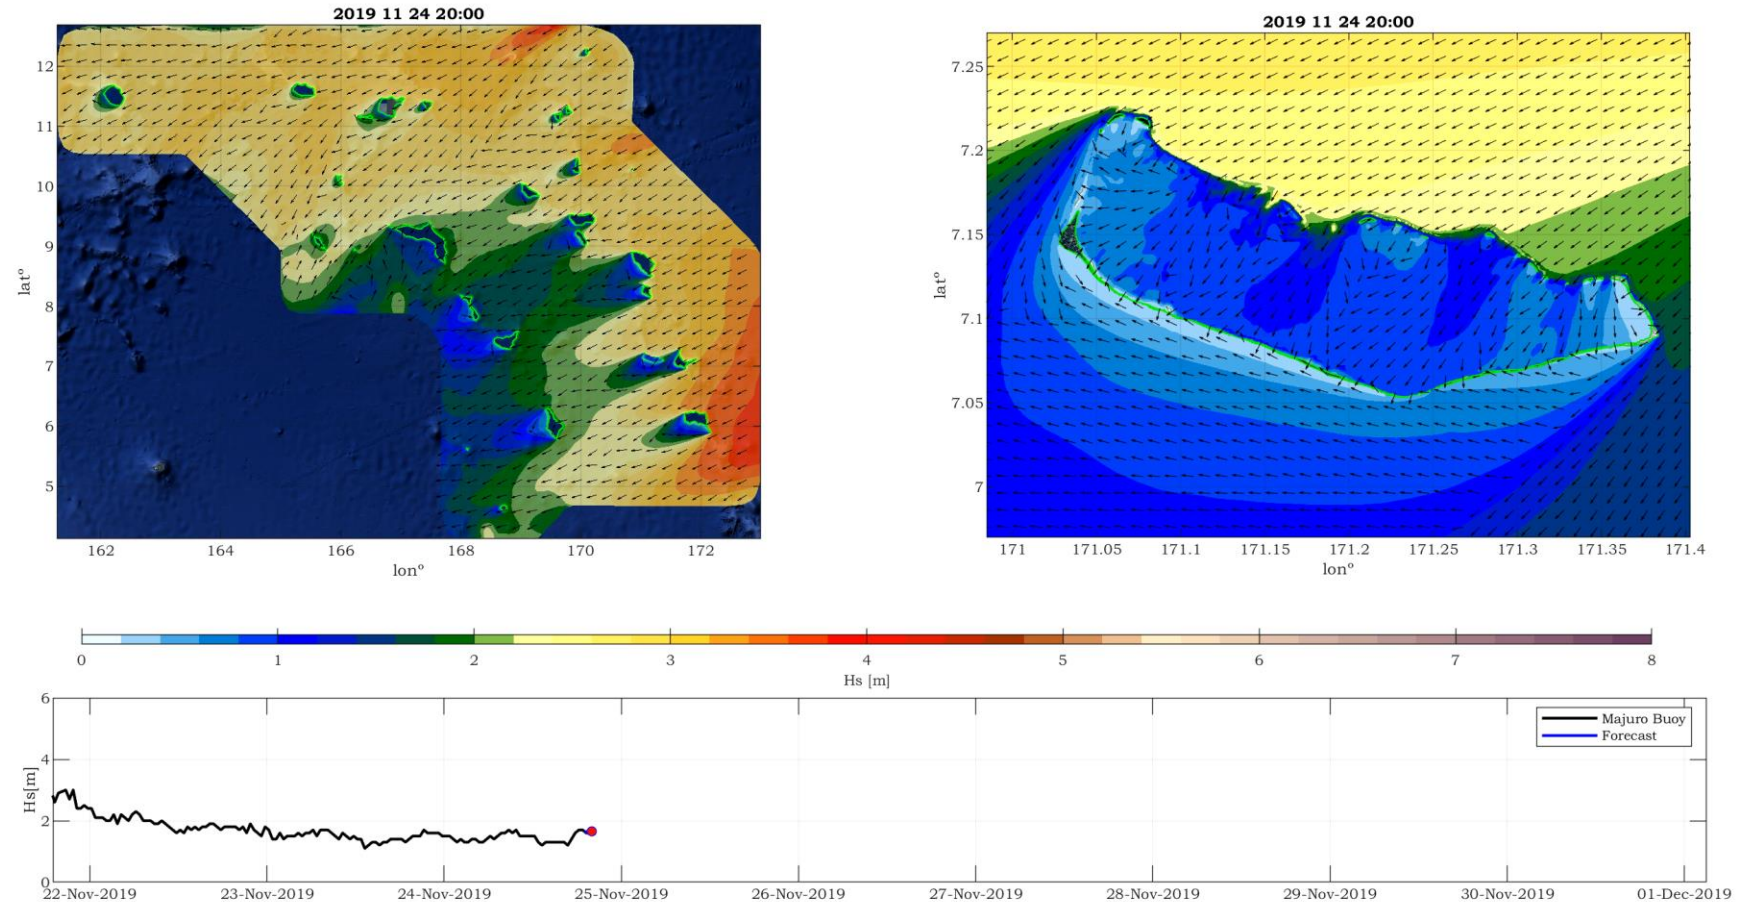 2019 11 24 20:00
12
11
10
9
8
7
6
5
lat°
162 164 166 168 170 172
lon°
2019 11 24 20:00
7.25
7.2
7.15
7.1
7.05
7
lat°
171 171.05 171.1 171.15 171.2 171.25 171.3 171.35 171.4
lon°
0 1 2 3 4 5 6 7 8
Hs [m]
6
4
2
0
Hs[m]
Majuro Buoy
Forecast
22-Nov-2019 23-Nov-2019 24-Nov-2019 25-Nov-2019 26-Nov-2019 27-Nov-2019 28-Nov-2019 29-Nov-2019 30-Nov-2019 01-Dec-2019